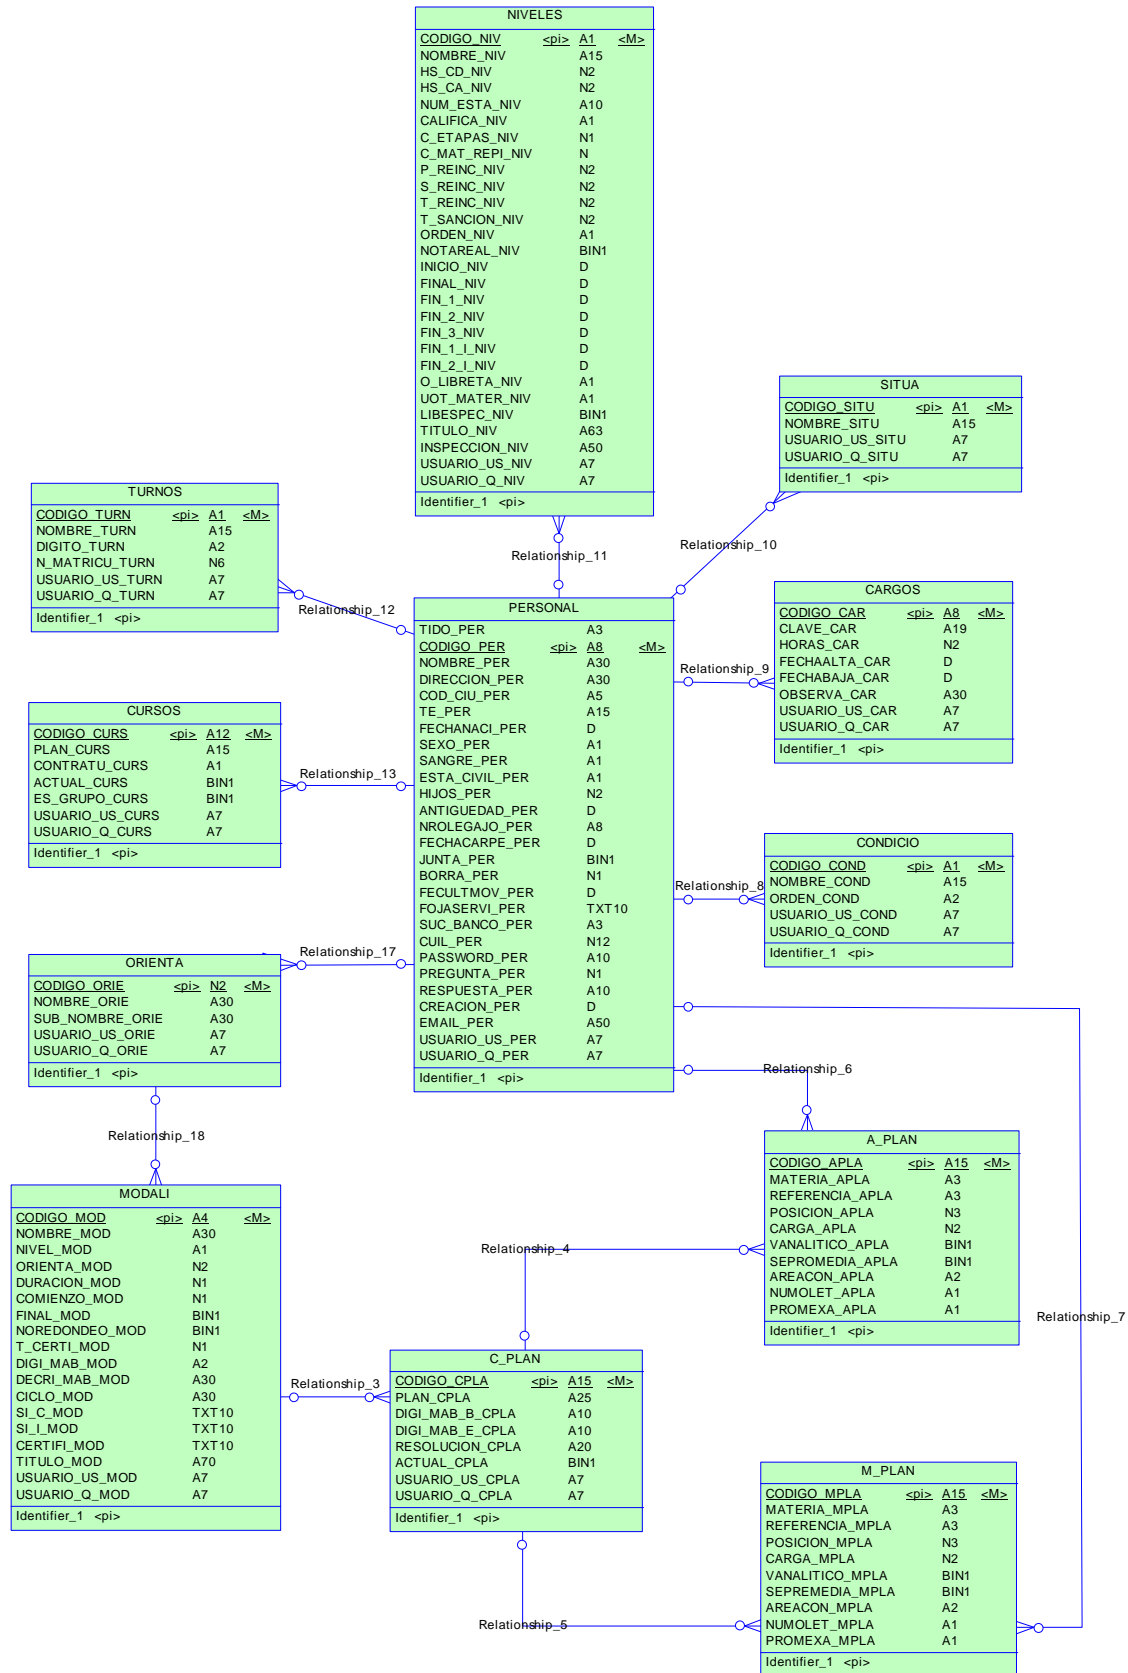 NIVELES
CODIGO_NIV <pi> A1 <M>
NOMBRE_NIV A15
HS_CD_NIV N2
HS_CA_NIV N2
NUM_ESTA_NIV A10
CALIFICA_NIV A1
C_ETAPAS_NIV N1
C_MAT_REPI_NIV N
P_REINC_NIV N2
S_REINC_NIV N2
T_REINC_NIV N2
T_SANCION_NIV N2
ORDEN_NIV A1
NOTAREAL_NIV BIN1
INICIO_NIV D
FINAL_NIV D
FIN_1_NIV D
FIN_2_NIV D
FIN_3_NIV D
FIN_1_I_NIV D
FIN_2_I_NIV D
O_LIBRETA_NIV A1
UOT_MATER_NIV A1
LIBESPEC_NIV BIN1
TITULO_NIV A63
INSPECCION_NIV A50
USUARIO_US_NIV A7
USUARIO_Q_NIV A7
Identifier_1 <pi>
SITUA
CODIGO_SITU <pi> A1 <M>
NOMBRE_SITU A15
USUARIO_US_SITU A7
USUARIO_Q_SITU A7
Identifier_1 <pi>
TURNOS
CODIGO_TURN <pi> A1 <M>
NOMBRE_TURN A15
DIGITO_TURN A2
N_MATRICU_TURN N6
USUARIO_US_TURN A7
USUARIO_Q_TURN A7
Identifier_1 <pi>
Relationship_11
Relationship_10
Relationship_12
PERSONAL
TIDO_PER A3
CODIGO_PER <pi> A8 <M>
NOMBRE_PER A30
DIRECCION_PER A30
COD_CIU_PER A5
TE_PER A15
FECHANACI_PER D
SEXO_PER A1
SANGRE_PER A1
ESTA_CIVIL_PER A1
HIJOS_PER N2
ANTIGUEDAD_PER D
NROLEGAJO_PER A8
FECHACARPE_PER D
JUNTA_PER BIN1
BORRA_PER N1
FECULTMOV_PER D
FOJASERVI_PER TXT10
SUC_BANCO_PER A3
CUIL_PER N12
PASSWORD_PER A10
PREGUNTA_PER N1
RESPUESTA_PER A10
CREACION_PER D
EMAIL_PER A50
USUARIO_US_PER A7
USUARIO_Q_PER A7
Identifier_1 <pi>
CARGOS
CODIGO_CAR <pi> A8 <M>
CLAVE_CAR A19
HORAS_CAR N2
FECHAALTA_CAR D
FECHABAJA_CAR D
OBSERVA_CAR A30
USUARIO_US_CAR A7
USUARIO_Q_CAR A7
Identifier_1 <pi>
Relationship_9
CURSOS
CODIGO_CURS <pi> A12 <M>
PLAN_CURS A15
CONTRATU_CURS A1
ACTUAL_CURS BIN1
ES_GRUPO_CURS BIN1
USUARIO_US_CURS A7
USUARIO_Q_CURS A7
Identifier_1 <pi>
Relationship_13
CONDICIO
CODIGO_COND <pi> A1 <M>
NOMBRE_COND A15
ORDEN_COND A2
USUARIO_US_COND A7
USUARIO_Q_COND A7
Identifier_1 <pi>
Relationship_8
Relationship_17
ORIENTA
CODIGO_ORIE <pi> N2 <M>
NOMBRE_ORIE A30
SUB_NOMBRE_ORIE A30
USUARIO_US_ORIE A7
USUARIO_Q_ORIE A7
Identifier_1 <pi>
Relationship_6
Relationship_18
A_PLAN
CODIGO_APLA <pi> A15 <M>
MATERIA_APLA A3
REFERENCIA_APLA A3
POSICION_APLA N3
CARGA_APLA N2
VANALITICO_APLA BIN1
SEPROMEDIA_APLA BIN1
AREACON_APLA A2
NUMOLET_APLA A1
PROMEXA_APLA A1
Identifier_1 <pi>
MODALI
CODIGO_MOD <pi> A4 <M>
NOMBRE_MOD A30
NIVEL_MOD A1
ORIENTA_MOD N2
DURACION_MOD N1
COMIENZO_MOD N1
FINAL_MOD BIN1
NOREDONDEO_MOD BIN1
T_CERTI_MOD N1
DIGI_MAB_MOD A2
DECRI_MAB_MOD A30
CICLO_MOD A30
SI_C_MOD TXT10
SI_I_MOD TXT10
CERTIFI_MOD TXT10
TITULO_MOD A70
USUARIO_US_MOD A7
USUARIO_Q_MOD A7
Identifier_1 <pi>
Relationship_4
Relationship_7
Relationship_3
C_PLAN
CODIGO_CPLA <pi> A15 <M>
PLAN_CPLA A25
DIGI_MAB_B_CPLA A10
DIGI_MAB_E_CPLA A10
RESOLUCION_CPLA A20
ACTUAL_CPLA BIN1
USUARIO_US_CPLA A7
USUARIO_Q_CPLA A7
Identifier_1 <pi>
Relationship_5
M_PLAN
CODIGO_MPLA <pi> A15 <M>
MATERIA_MPLA A3
REFERENCIA_MPLA A3
POSICION_MPLA N3
CARGA_MPLA N2
VANALITICO_MPLA BIN1
SEPREMEDIA_MPLA BIN1
AREACON_MPLA A2
NUMOLET_MPLA A1
PROMEXA_MPLA A1
Identifier_1 <pi>